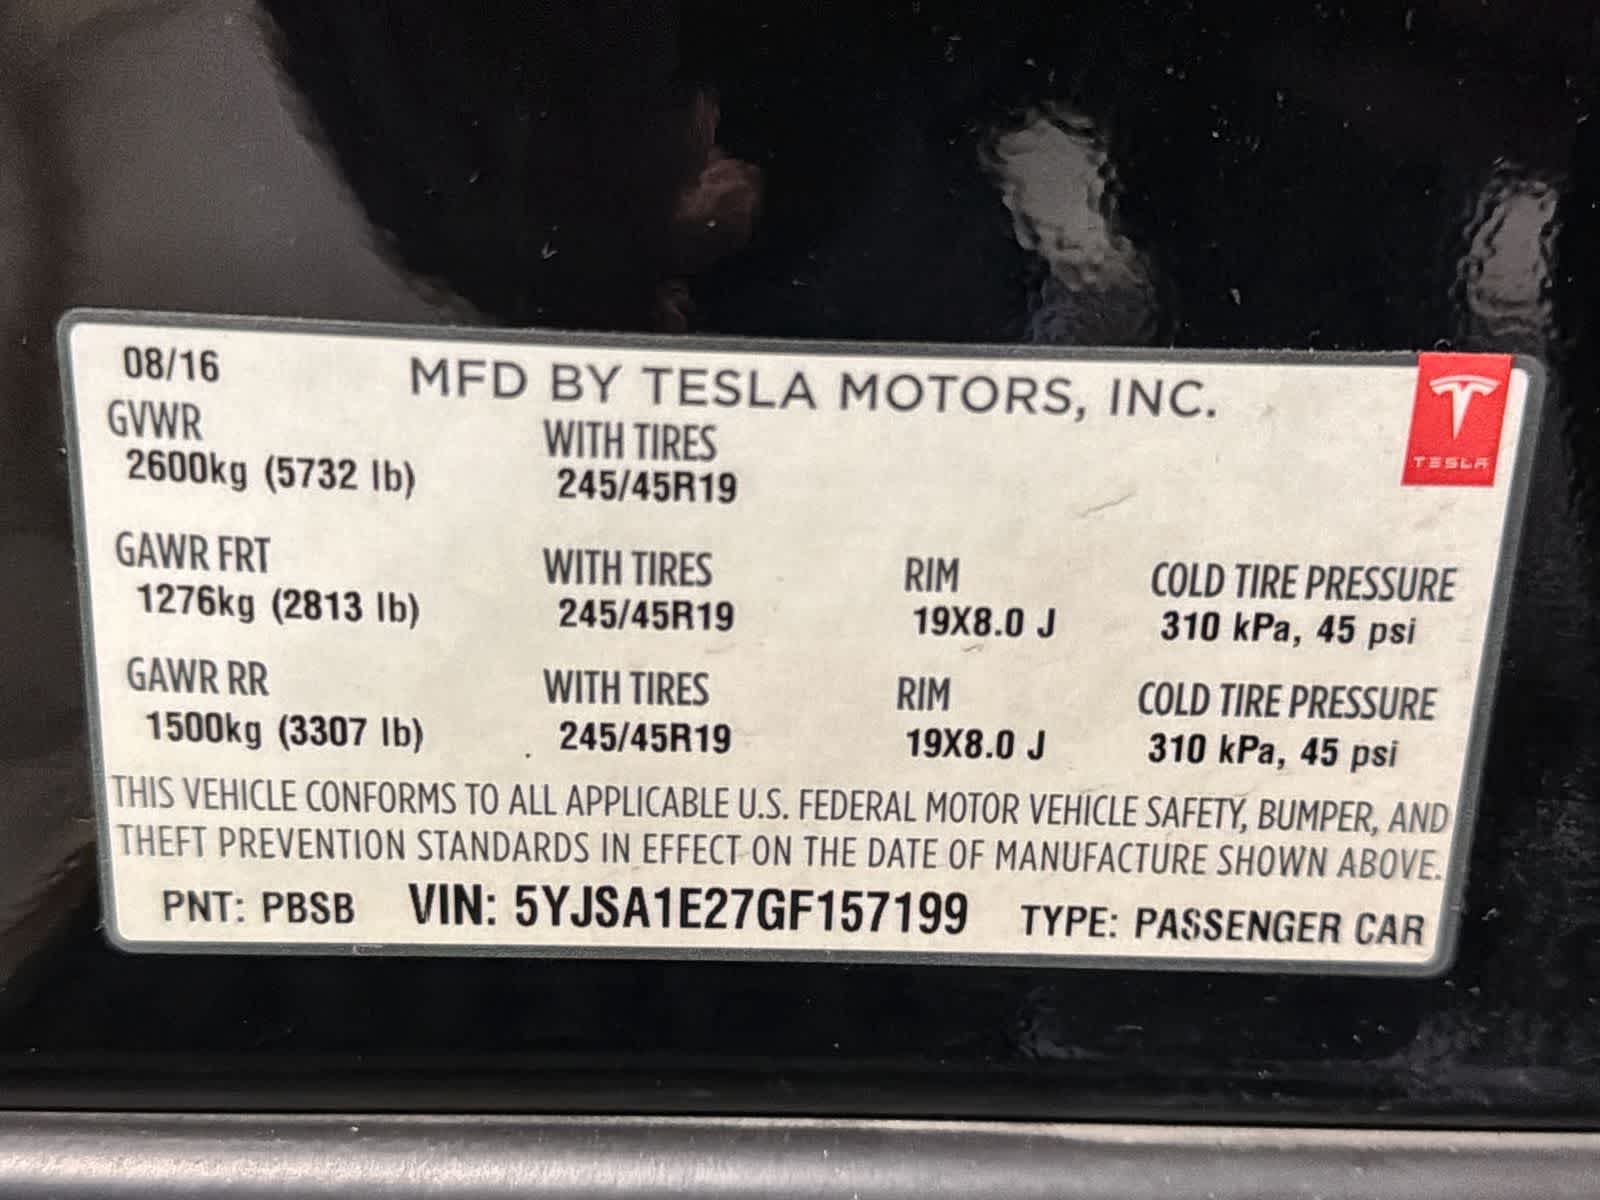 08/16 MFD BY TESLA MOTORS, INC.
TESLA
GVWR WITH TIRES
2600kg (5732 lb) 245/45R19
GAWR FRT WITH TIRES RIM COLD TIRE PRESSURE
1276kg (2813 lb) 245/45R19 19X8.0 J 310 kPa, 45 psi
GAWR RR WITH TIRES RIM COLD TIRE PRESSURE
1500kg (3307 lb) 245/45R19 19X8.0 J 310 kPa, 45 psi
THIS VEHICLE CONFORMS TO ALL APPLICABLE U.S. FEDERAL MOTOR VEHICLE SAFETY, BUMPER, AND
THEFT PREVENTION STANDARDS IN EFFECT ON THE DATE OF MANUFACTURE SHOWN ABOVE.
PNT: PBSB VIN: 5YJSA1E27GF157199 TYPE: PASSENGER CAR